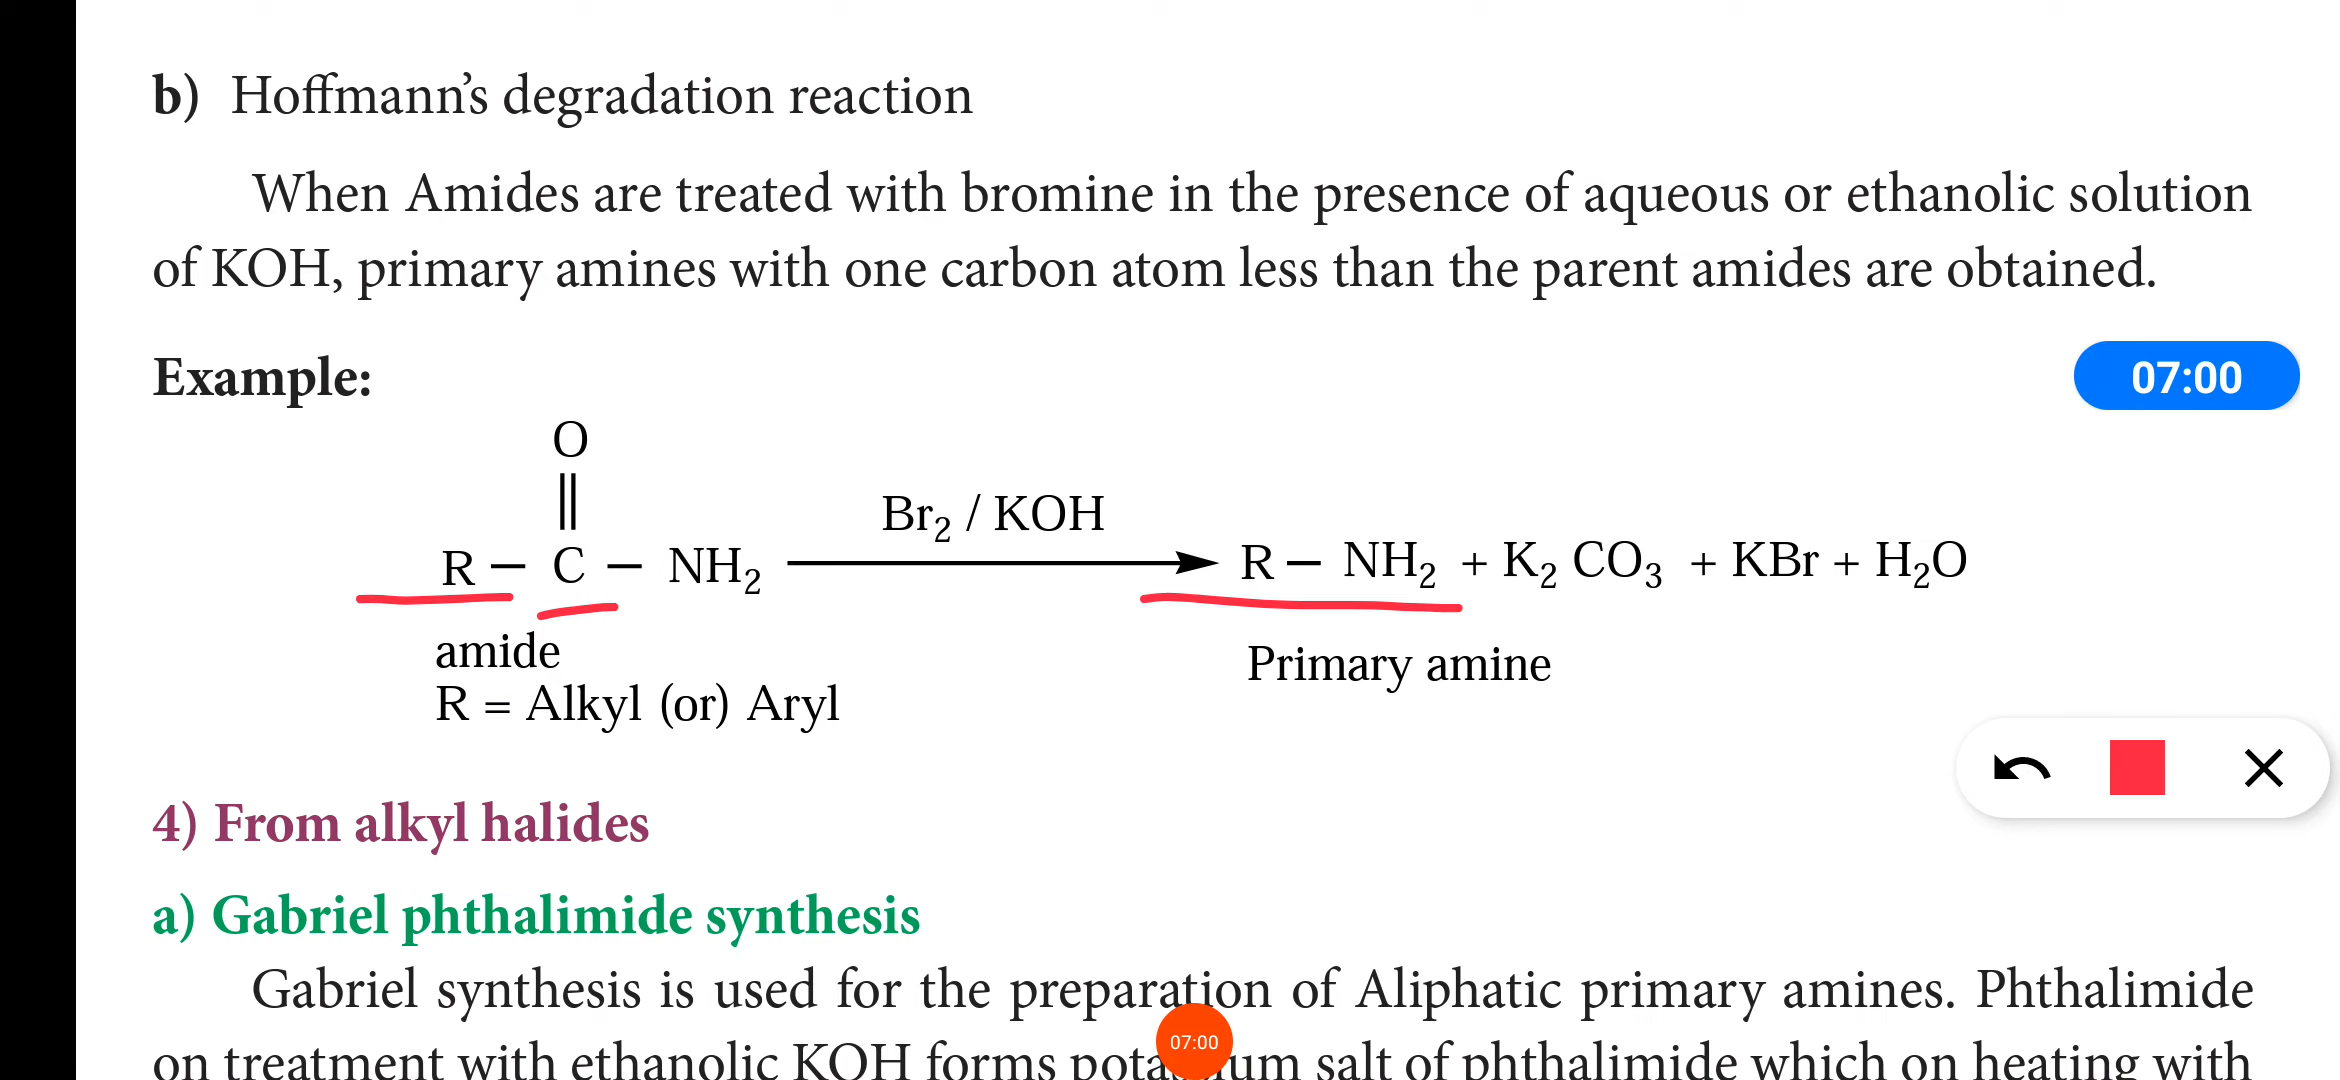 b) Hoffmann’s degradation reaction
When Amides are treated with bromine in the presence of aqueous or ethanolic solution
of KOH, primary amines with one carbon atom less than the parent amides are obtained.
Example:
07:00
O
||
Br₂ / KOH
R – C – NH₂ ⟶ R – NH₂ + K₂ CO₃ + KBr + H₂O
amide
Primary amine
R = Alkyl (or) Aryl
4) From alkyl halides
a) Gabriel phthalimide synthesis
Gabriel synthesis is used for the preparation of Aliphatic primary amines. Phthalimide
07:00
on treatment with ethanolic KOH forms salt of phthalimide which on heating with